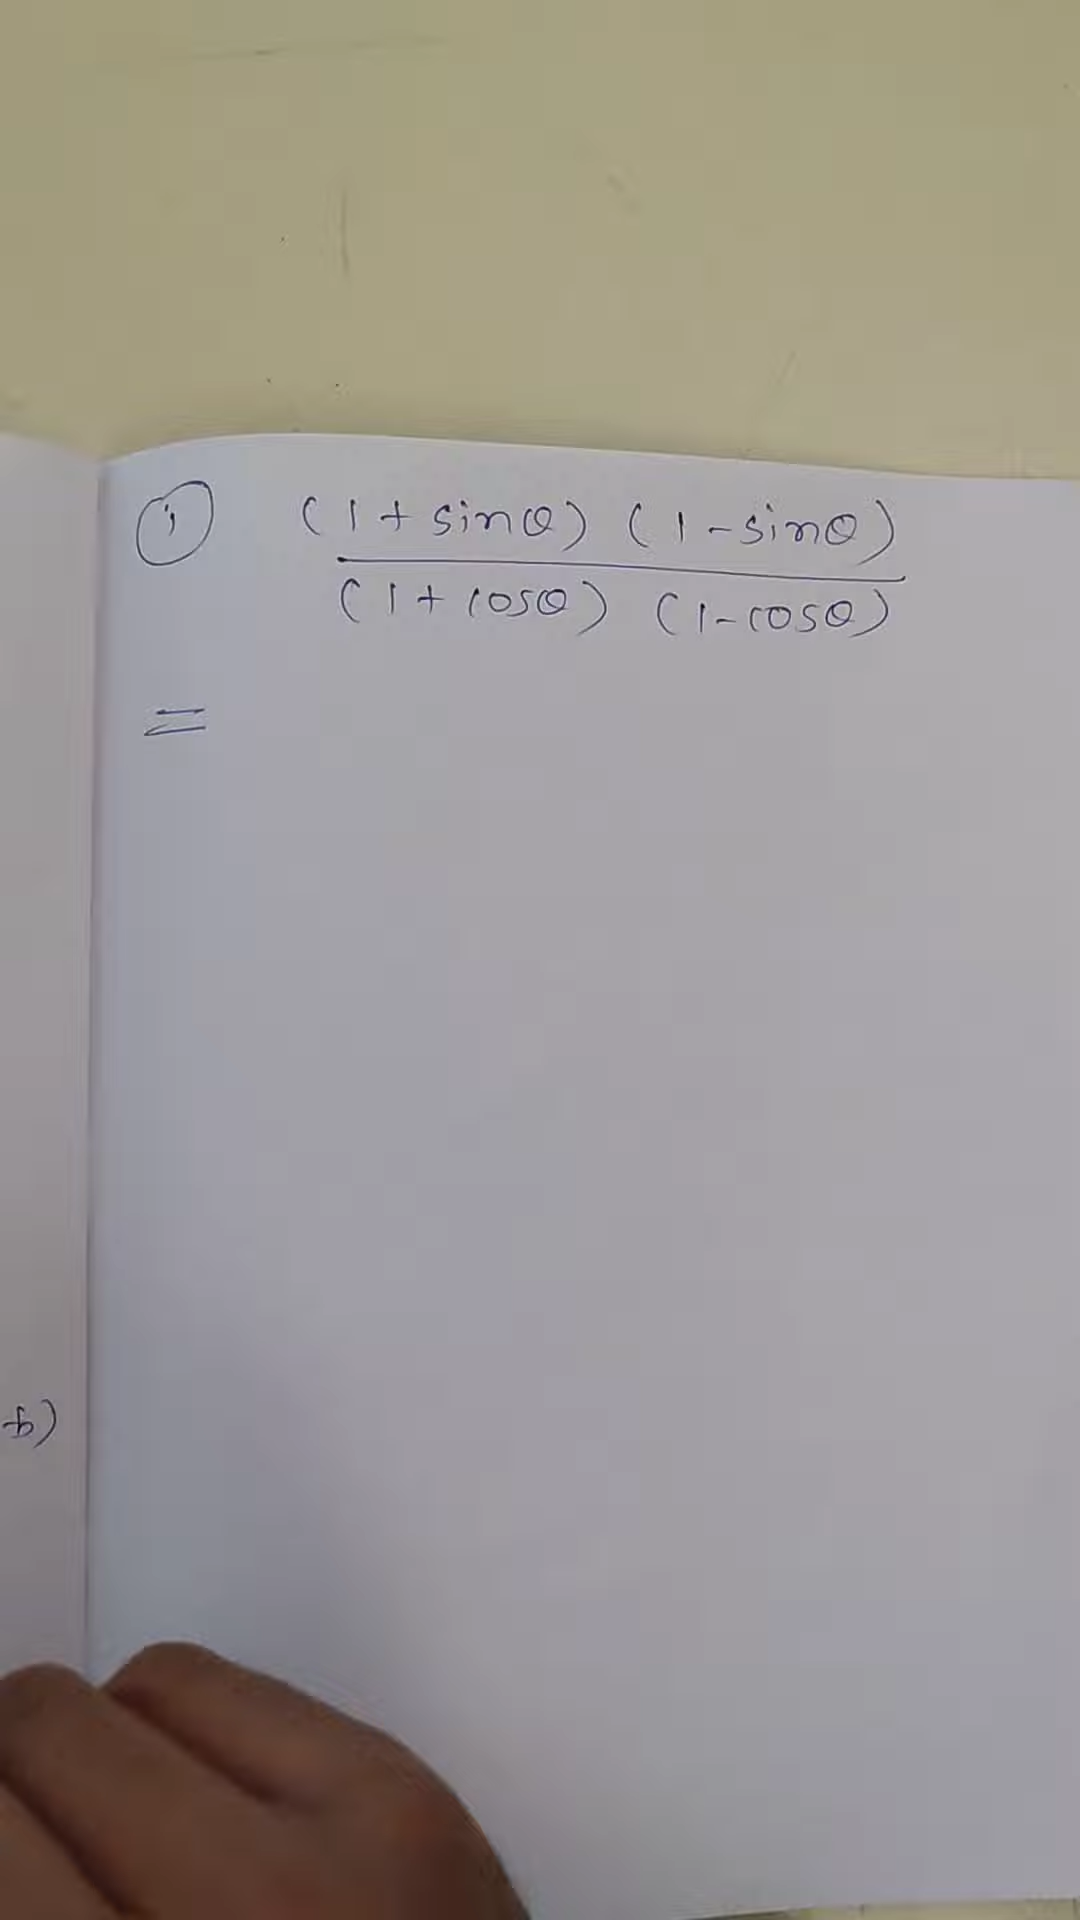 (i) (1 + sinθ) (1 - sinθ)
(1 + cosθ) (1 - cosθ)
=
b)